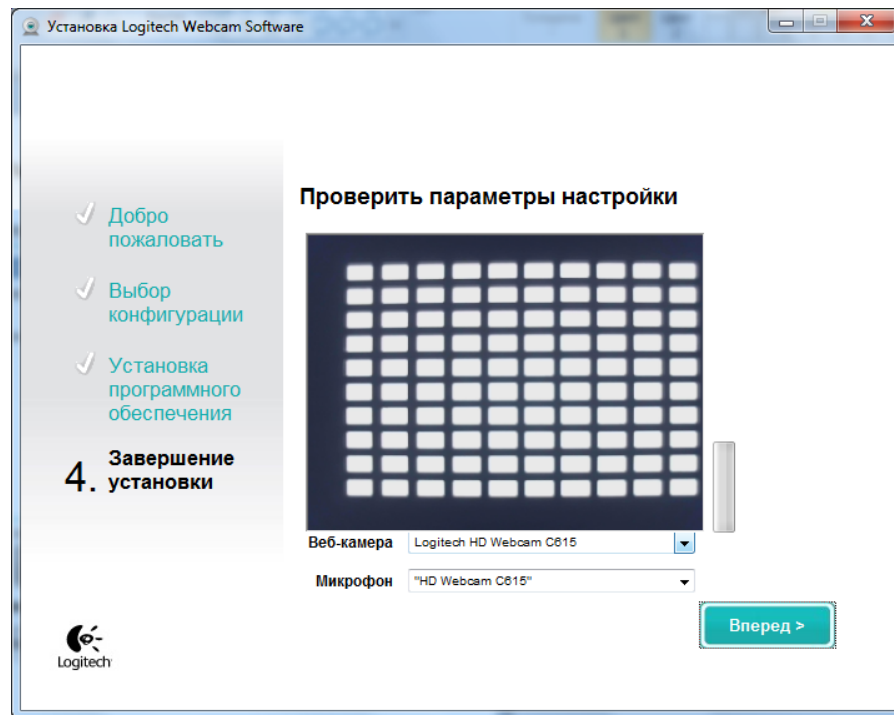 Установка Logitech Webcam Software
Проверить параметры настройки
Добро
пожаловать
Выбор
конфигурации
Установка
программного
обеспечения
4. Завершение
установки
Веб-камера Logitech HD Webcam C615
Микрофон "HD Webcam C615"
Вперед >
Logitech